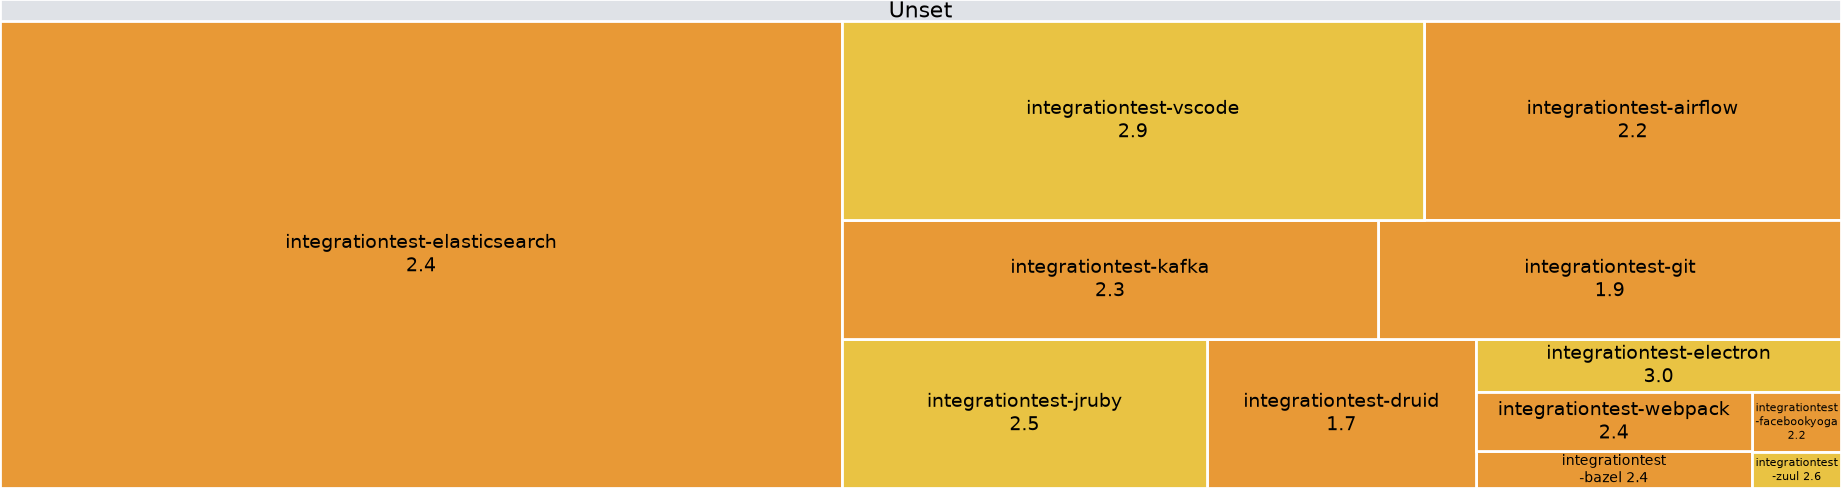 Unset
integrationtest-elasticsearch
2.4
integrationtest-vscode
2.9
integrationtest-airflow
2.2
integrationtest-kafka
2.3
integrationtest-git
1.9
integrationtest-jruby
2.5
integrationtest-druid
1.7
integrationtest-electron
3.0
integrationtest-webpack
2.4
integrationtest
-facebookyoga
2.2
integrationtest
-bazel 2.4
integrationtest
-zuul 2.6